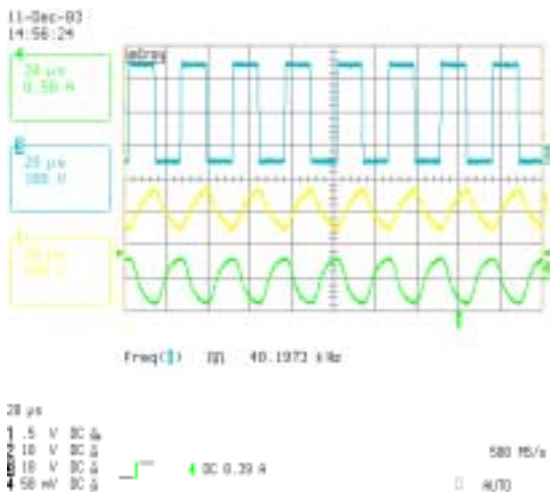 11-Dec-03
14:56:24
LeCroy
20 µs
0.50 A
20 µs
100 V
Freq( ) 40.1973 kHz
20 µs
1 .5 V DC
2 10 V DC
10 V DC
4 50 mV DC
4 DC 0.39 A
500 MS/s
AUTO